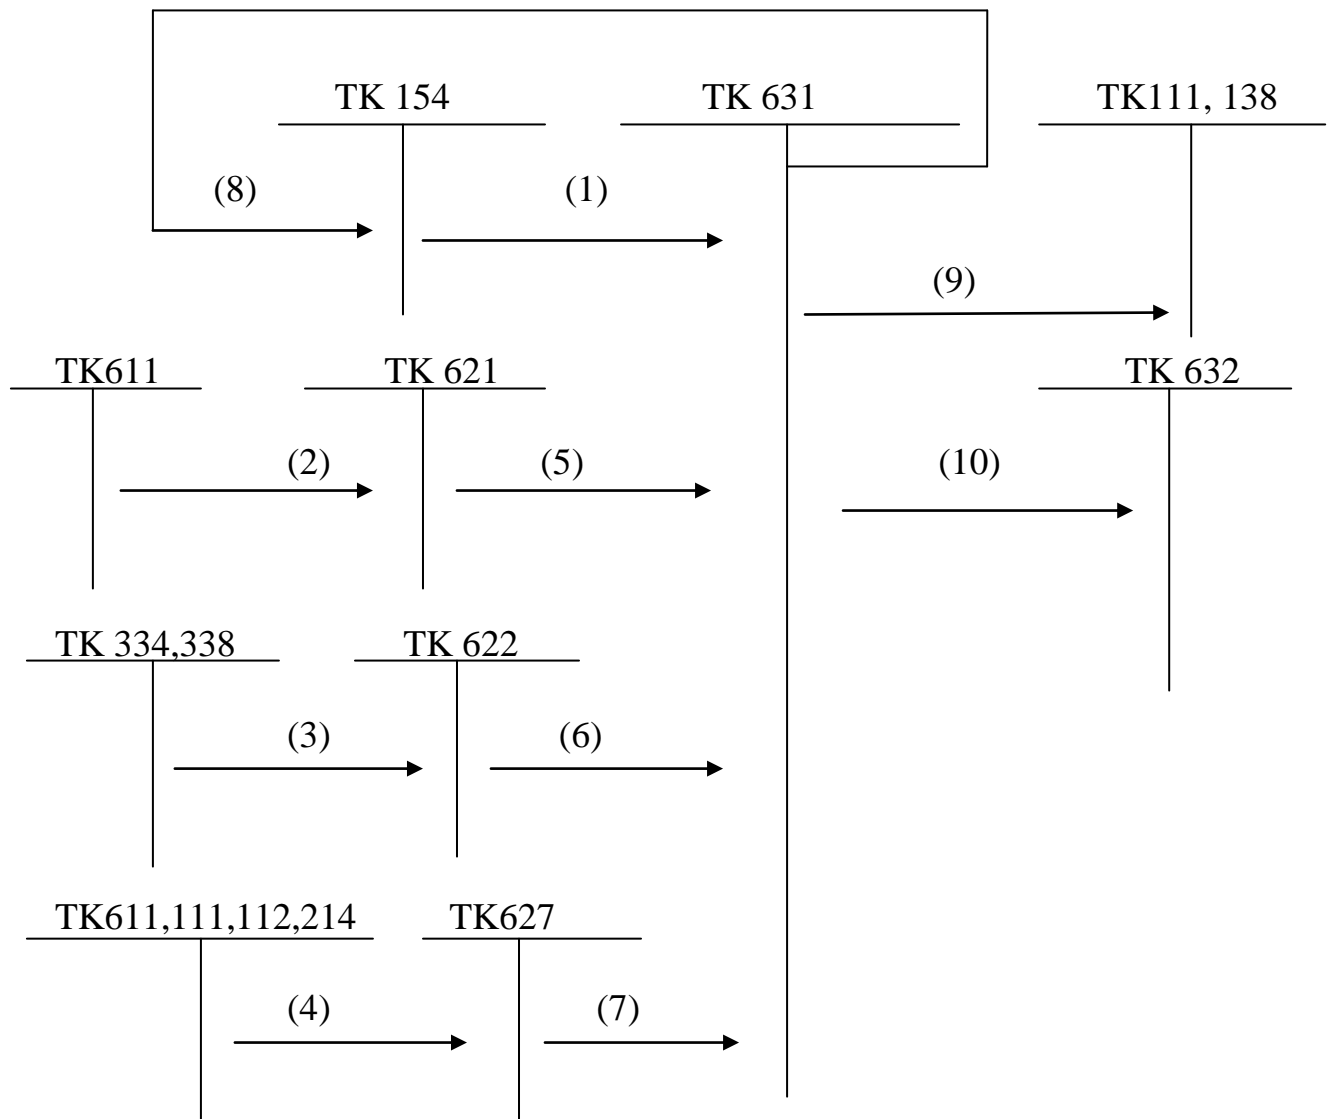 TK 154 TK 631 TK111, 138
(8) (1)
(9)
TK611 TK 621 TK 632
(2) (5) (10)
TK 334,338 TK 622
(3) (6)
TK611,111,112,214 TK627
(4) (7)